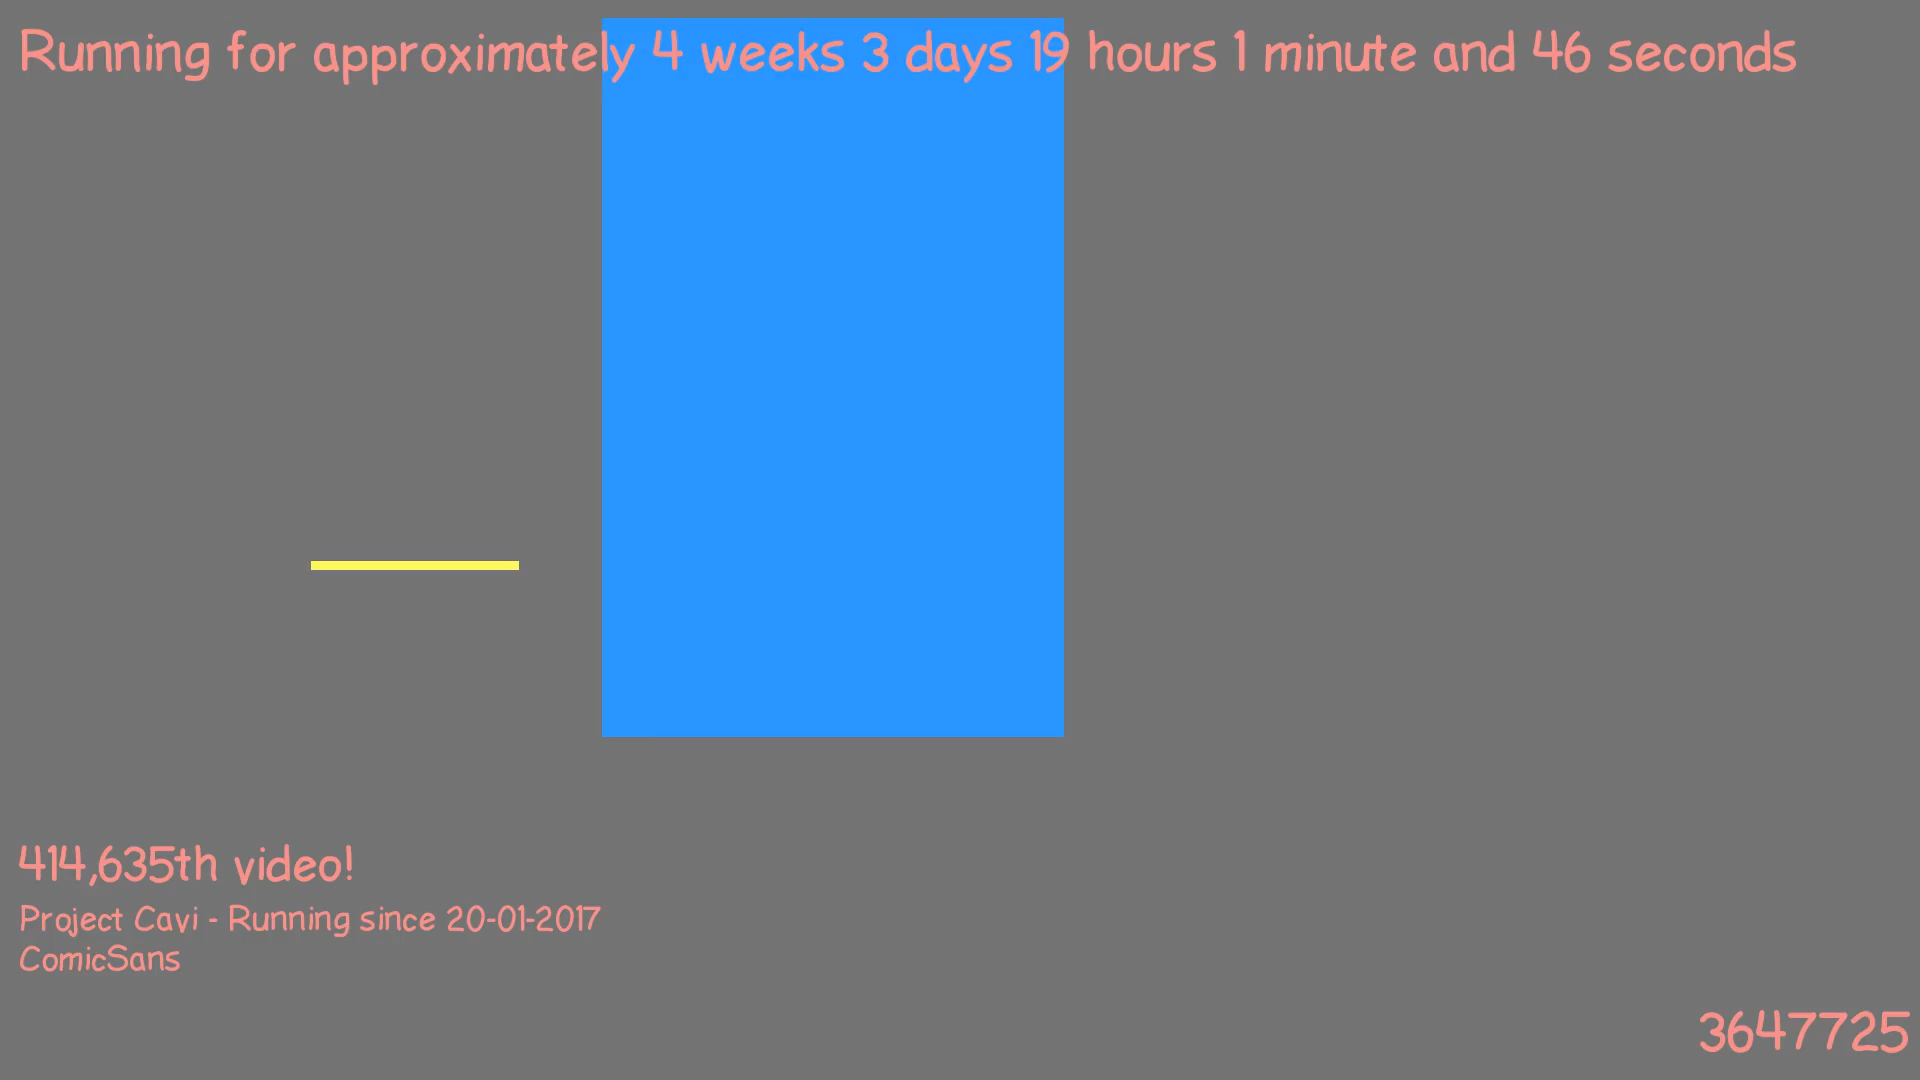 Running for approximately 4 weeks 3 days 19 hours 1 minute and 46 seconds
414,635th video!
Project Cavi - Running since 20-01-2017
ComicSans
3647725